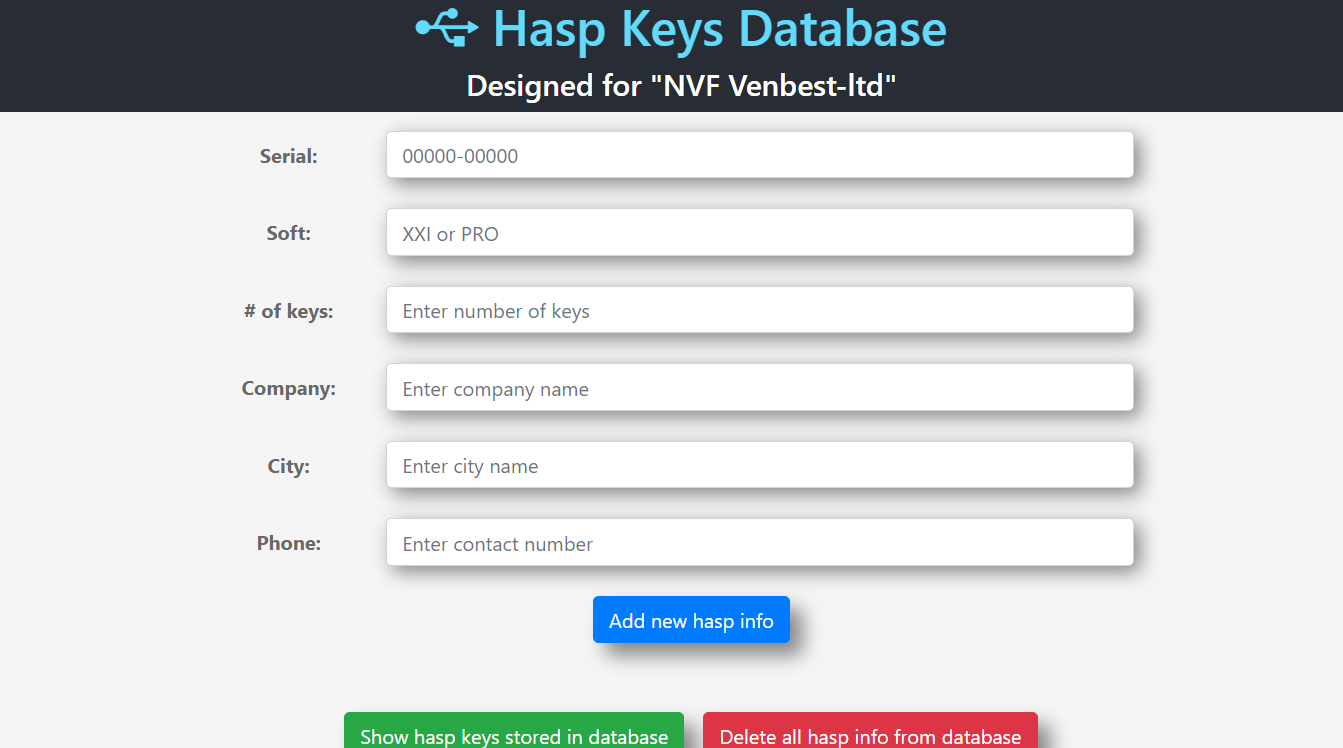 Hasp Keys Database
Designed for "NVF Venbest-ltd"
Serial: 00000-00000
Soft: XXI or PRO
# of keys: Enter number of keys
Company: Enter company name
City: Enter city name
Phone: Enter contact number
Add new hasp info
Show hasp keys stored in database Delete all hasp info from database